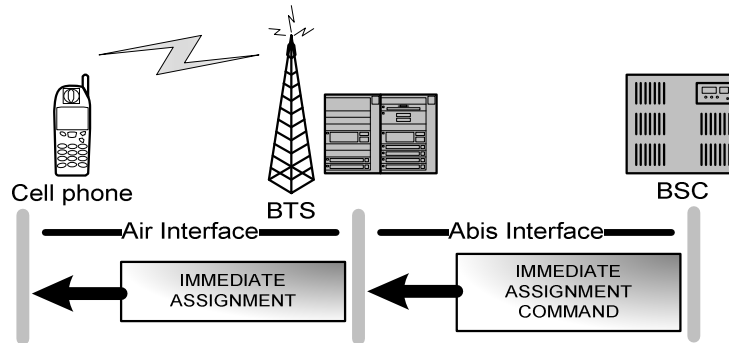 Cell phone
BTS
BSC
Air Interface
Abis Interface
IMMEDIATE
ASSIGNMENT
IMMEDIATE
ASSIGNMENT
COMMAND